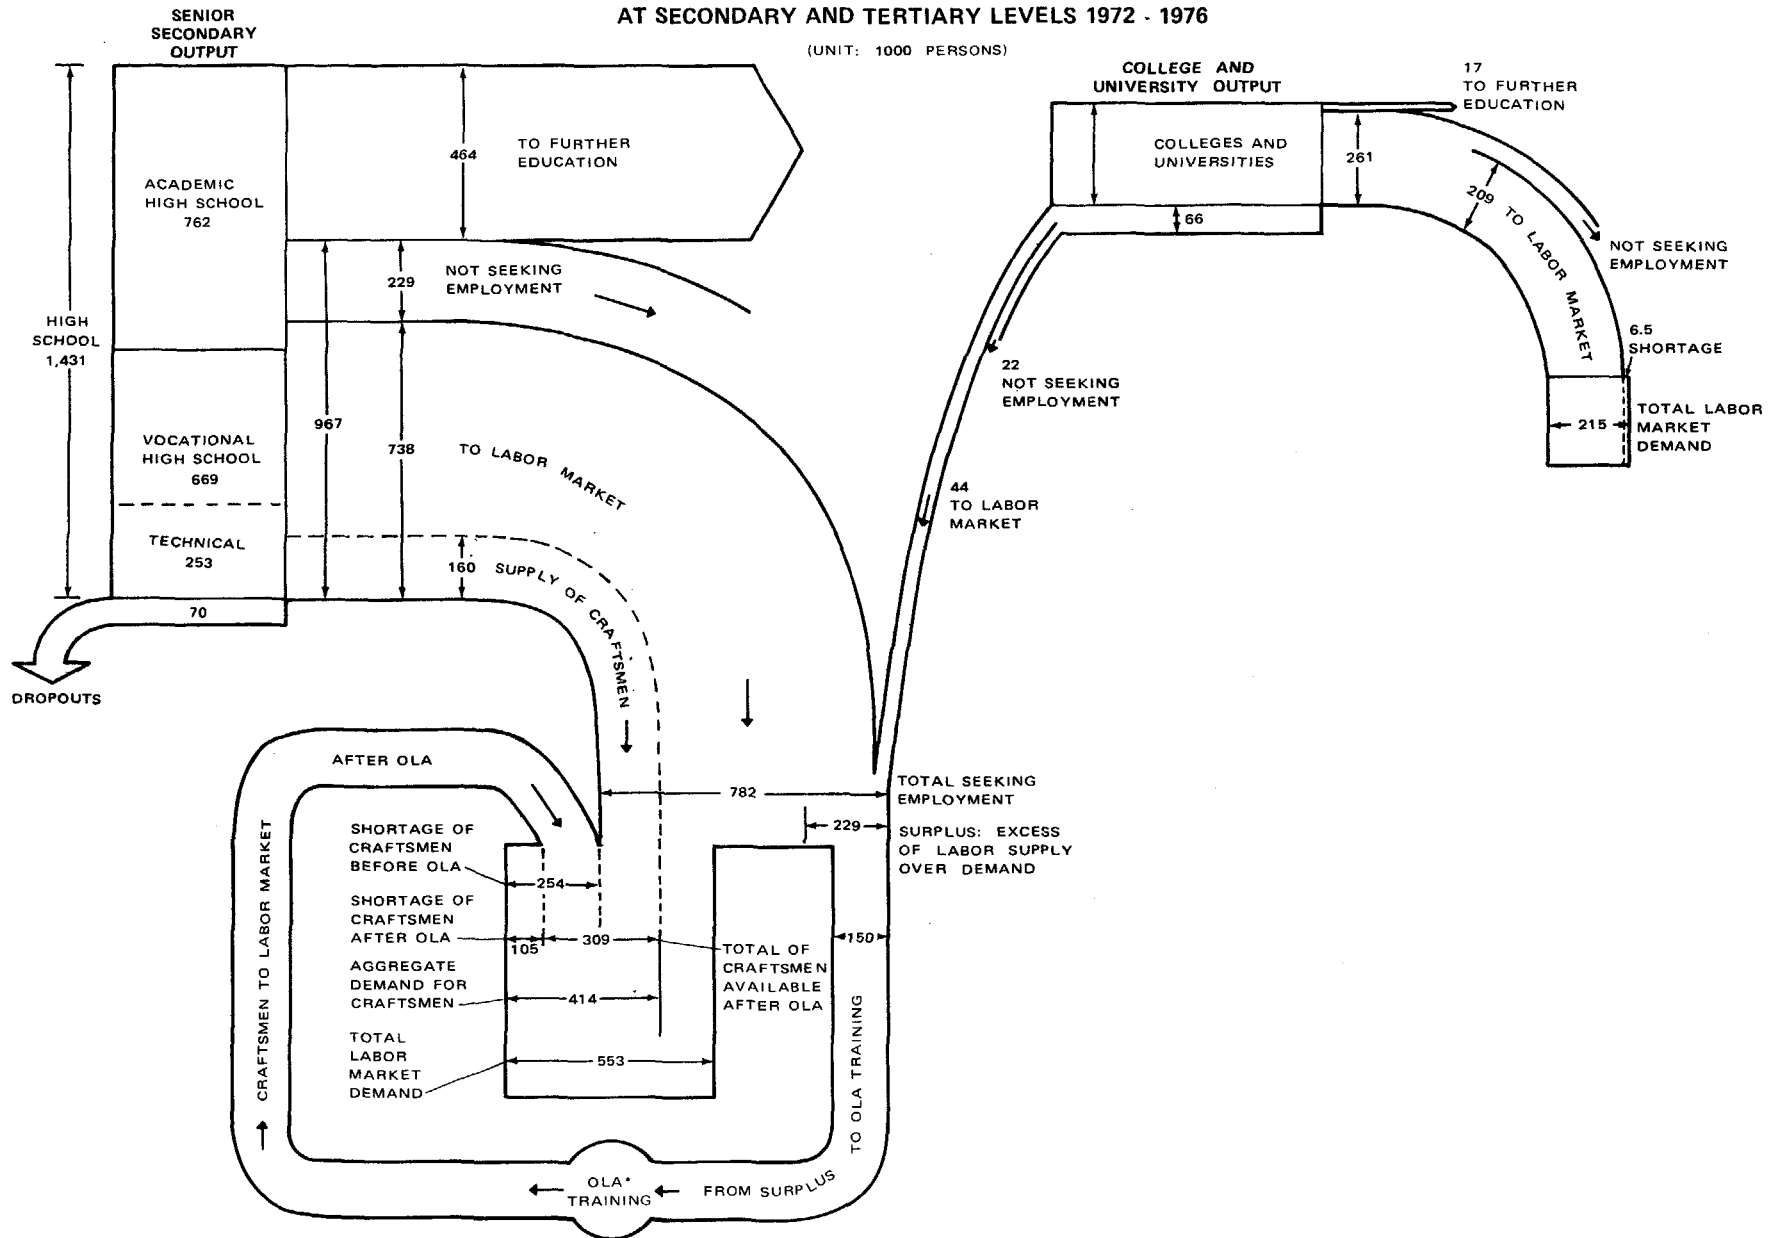 AT SECONDARY AND TERTIARY LEVELS 1972 - 1976
(UNIT: 1000 PERSONS)
SENIOR
SECONDARY
OUTPUT
HIGH
SCHOOL
1,431
ACADEMIC
HIGH SCHOOL
762
VOCATIONAL
HIGH SCHOOL
669
TECHNICAL
253
70
DROPOUTS
464
TO FURTHER
EDUCATION
229
NOT SEEKING
EMPLOYMENT
967
738
TO LABOR MARKET
160
SUPPLY OF CRAFTSMEN
COLLEGE AND
UNIVERSITY OUTPUT
COLLEGES AND
UNIVERSITIES
66
261
17
TO FURTHER
EDUCATION
209
TO LABOR MARKET
NOT SEEKING
EMPLOYMENT
6.5
SHORTAGE
215
TOTAL LABOR
MARKET
DEMAND
22
NOT SEEKING
EMPLOYMENT
44
TO LABOR
MARKET
782
TOTAL SEEKING
EMPLOYMENT
229
SURPLUS: EXCESS
OF LABOR SUPPLY
OVER DEMAND
AFTER OLA
CRAFTSMEN TO LABOR MARKET
SHORTAGE OF
CRAFTSMEN
BEFORE OLA
254
SHORTAGE OF
CRAFTSMEN
AFTER OLA
105
309
TOTAL OF
CRAFTSMEN
AVAILABLE
AFTER OLA
150
AGGREGATE
DEMAND FOR
CRAFTSMEN
414
TOTAL
LABOR
MARKET
DEMAND
553
TO OLA TRAINING
FROM SURPLUS
OLA*
TRAINING